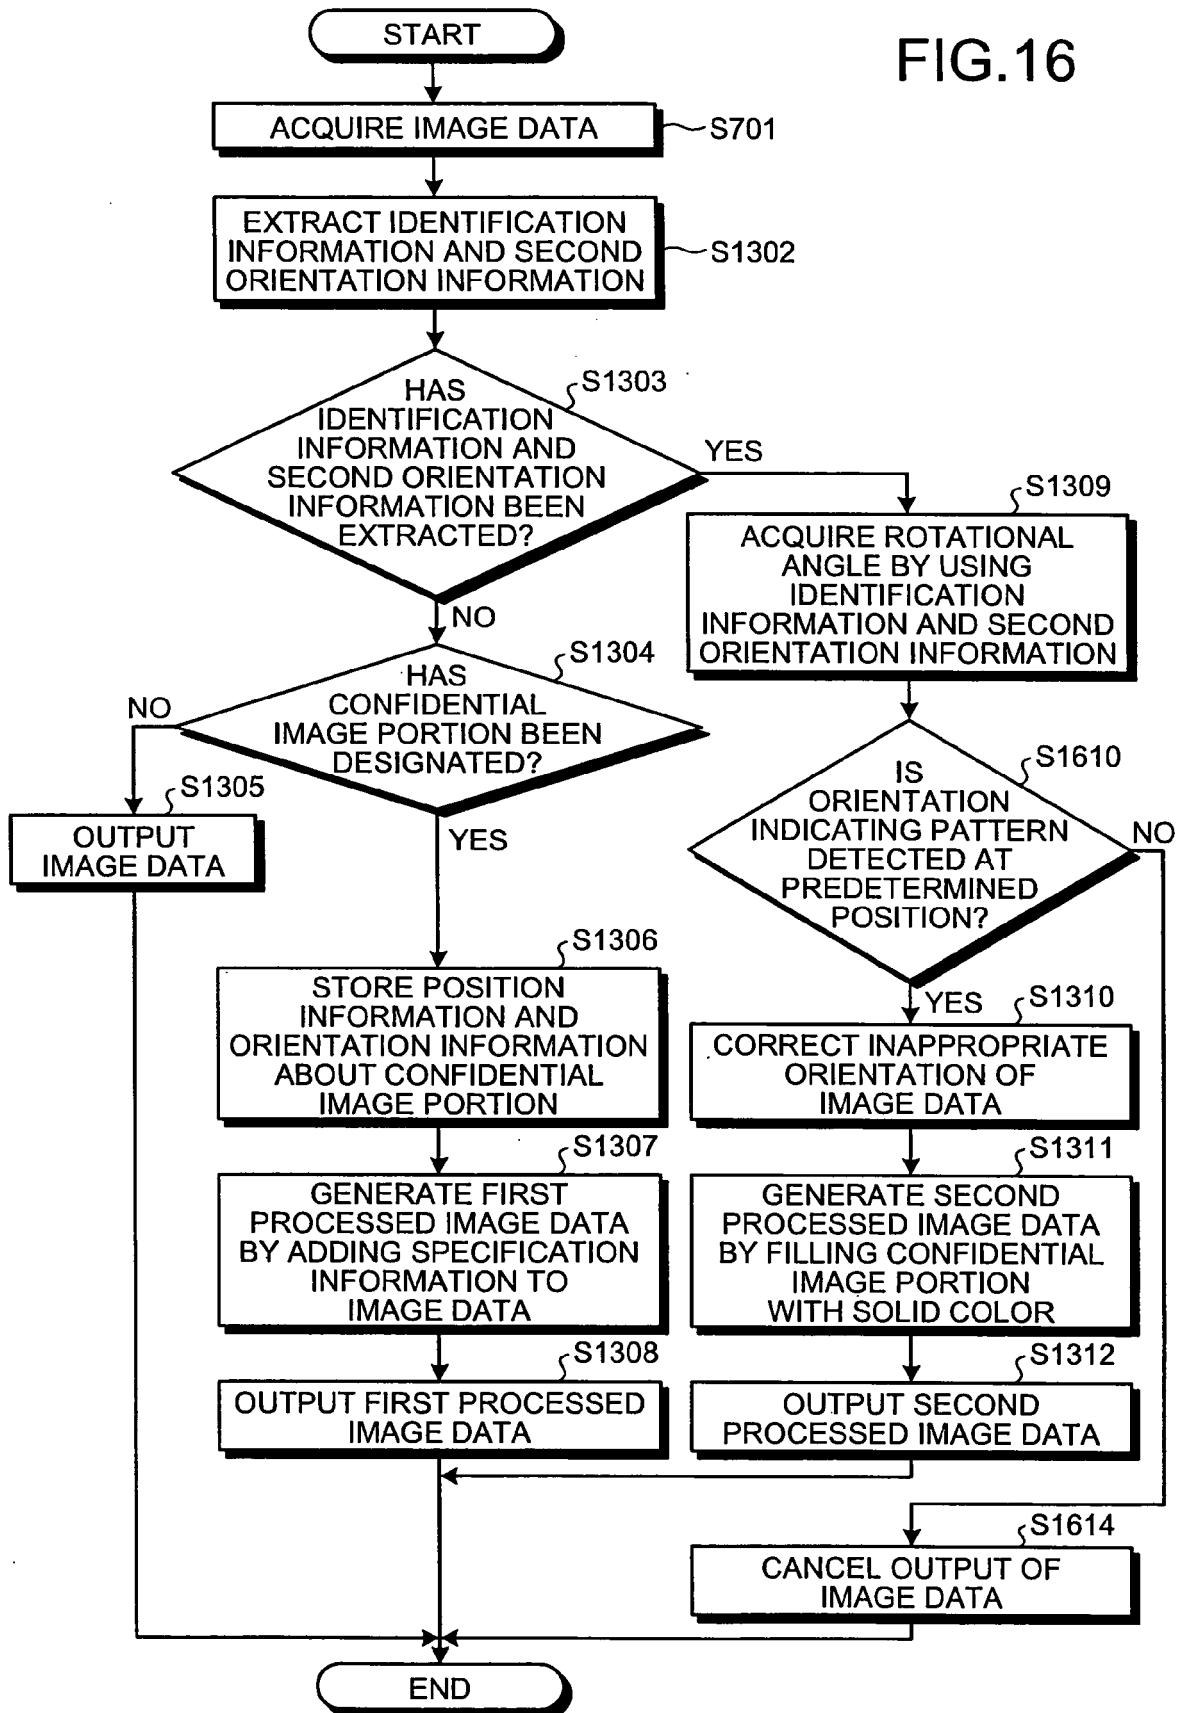 START
FIG.16
ACQUIRE IMAGE DATA
S701
EXTRACT IDENTIFICATION
INFORMATION AND SECOND
ORIENTATION INFORMATION
S1302
S1303
HAS
IDENTIFICATION
INFORMATION AND
SECOND ORIENTATION
INFORMATION BEEN
EXTRACTED?
YES
NO
S1304
HAS
CONFIDENTIAL
IMAGE PORTION BEEN
DESIGNATED?
NO
YES
S1305
OUTPUT
IMAGE DATA
S1306
STORE POSITION
INFORMATION AND
ORIENTATION INFORMATION
ABOUT CONFIDENTIAL
IMAGE PORTION
S1307
GENERATE FIRST
PROCESSED IMAGE DATA
BY ADDING SPECIFICATION
INFORMATION TO
IMAGE DATA
S1308
OUTPUT FIRST PROCESSED
IMAGE DATA
S1309
ACQUIRE ROTATIONAL
ANGLE BY USING
IDENTIFICATION
INFORMATION AND SECOND
ORIENTATION INFORMATION
S1610
IS
ORIENTATION
INDICATING PATTERN
DETECTED AT
PREDETERMINED
POSITION?
NO
YES
S1310
CORRECT INAPPROPRIATE
ORIENTATION OF
IMAGE DATA
S1311
GENERATE SECOND
PROCESSED IMAGE DATA
BY FILLING CONFIDENTIAL
IMAGE PORTION
WITH SOLID COLOR
S1312
OUTPUT SECOND
PROCESSED IMAGE DATA
S1614
CANCEL OUTPUT OF
IMAGE DATA
END